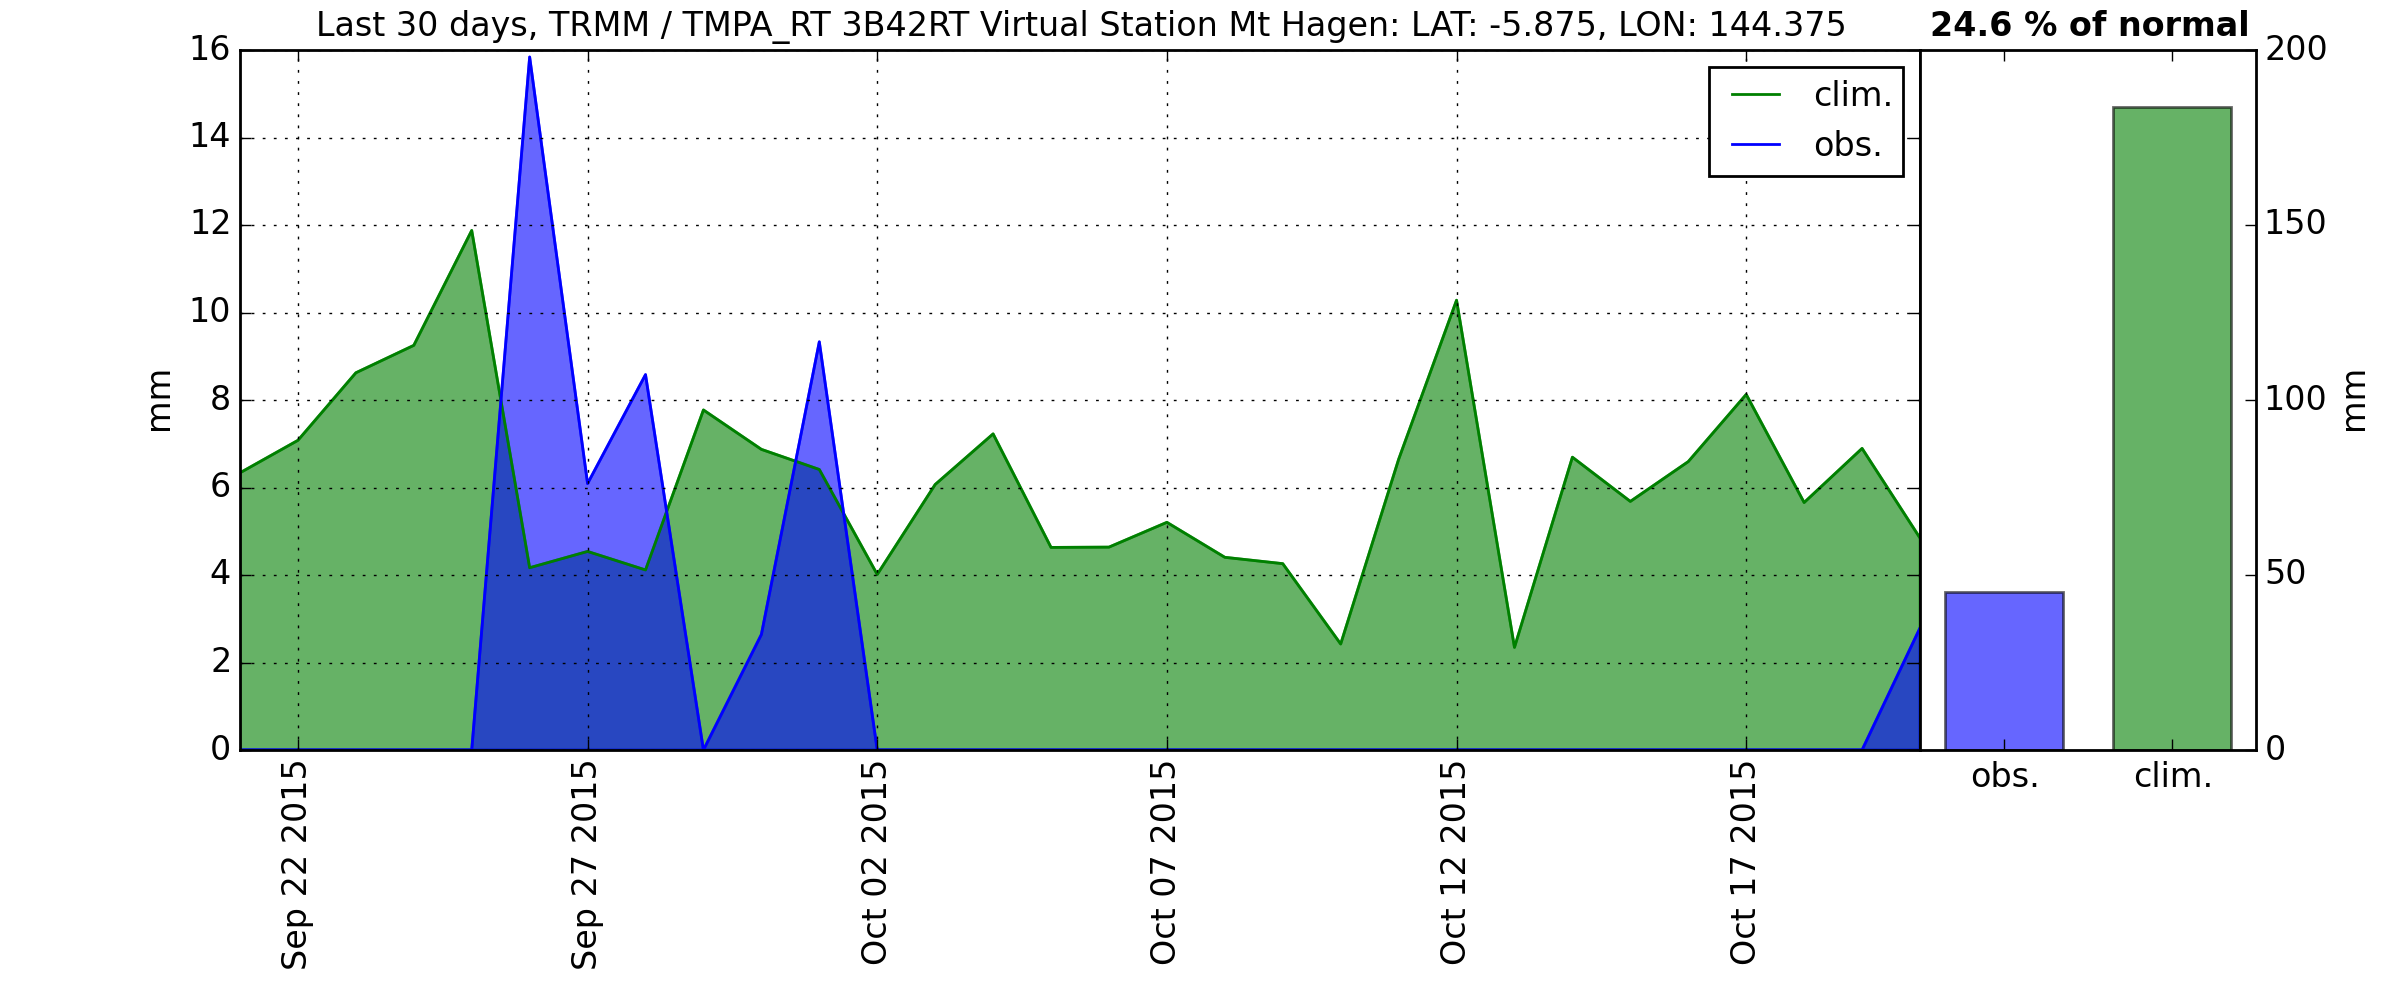 Last 30 days, TRMM / TMPA_RT 3B42RT Virtual Station Mt Hagen: LAT: -5.875, LON: 144.375
24.6 % of normal
16
14
12
10
8
6
4
2
0
mm
clim.
obs.
200
150
100
50
0
mm
Sep 22 2015
Sep 27 2015
Oct 02 2015
Oct 07 2015
Oct 12 2015
Oct 17 2015
obs.
clim.